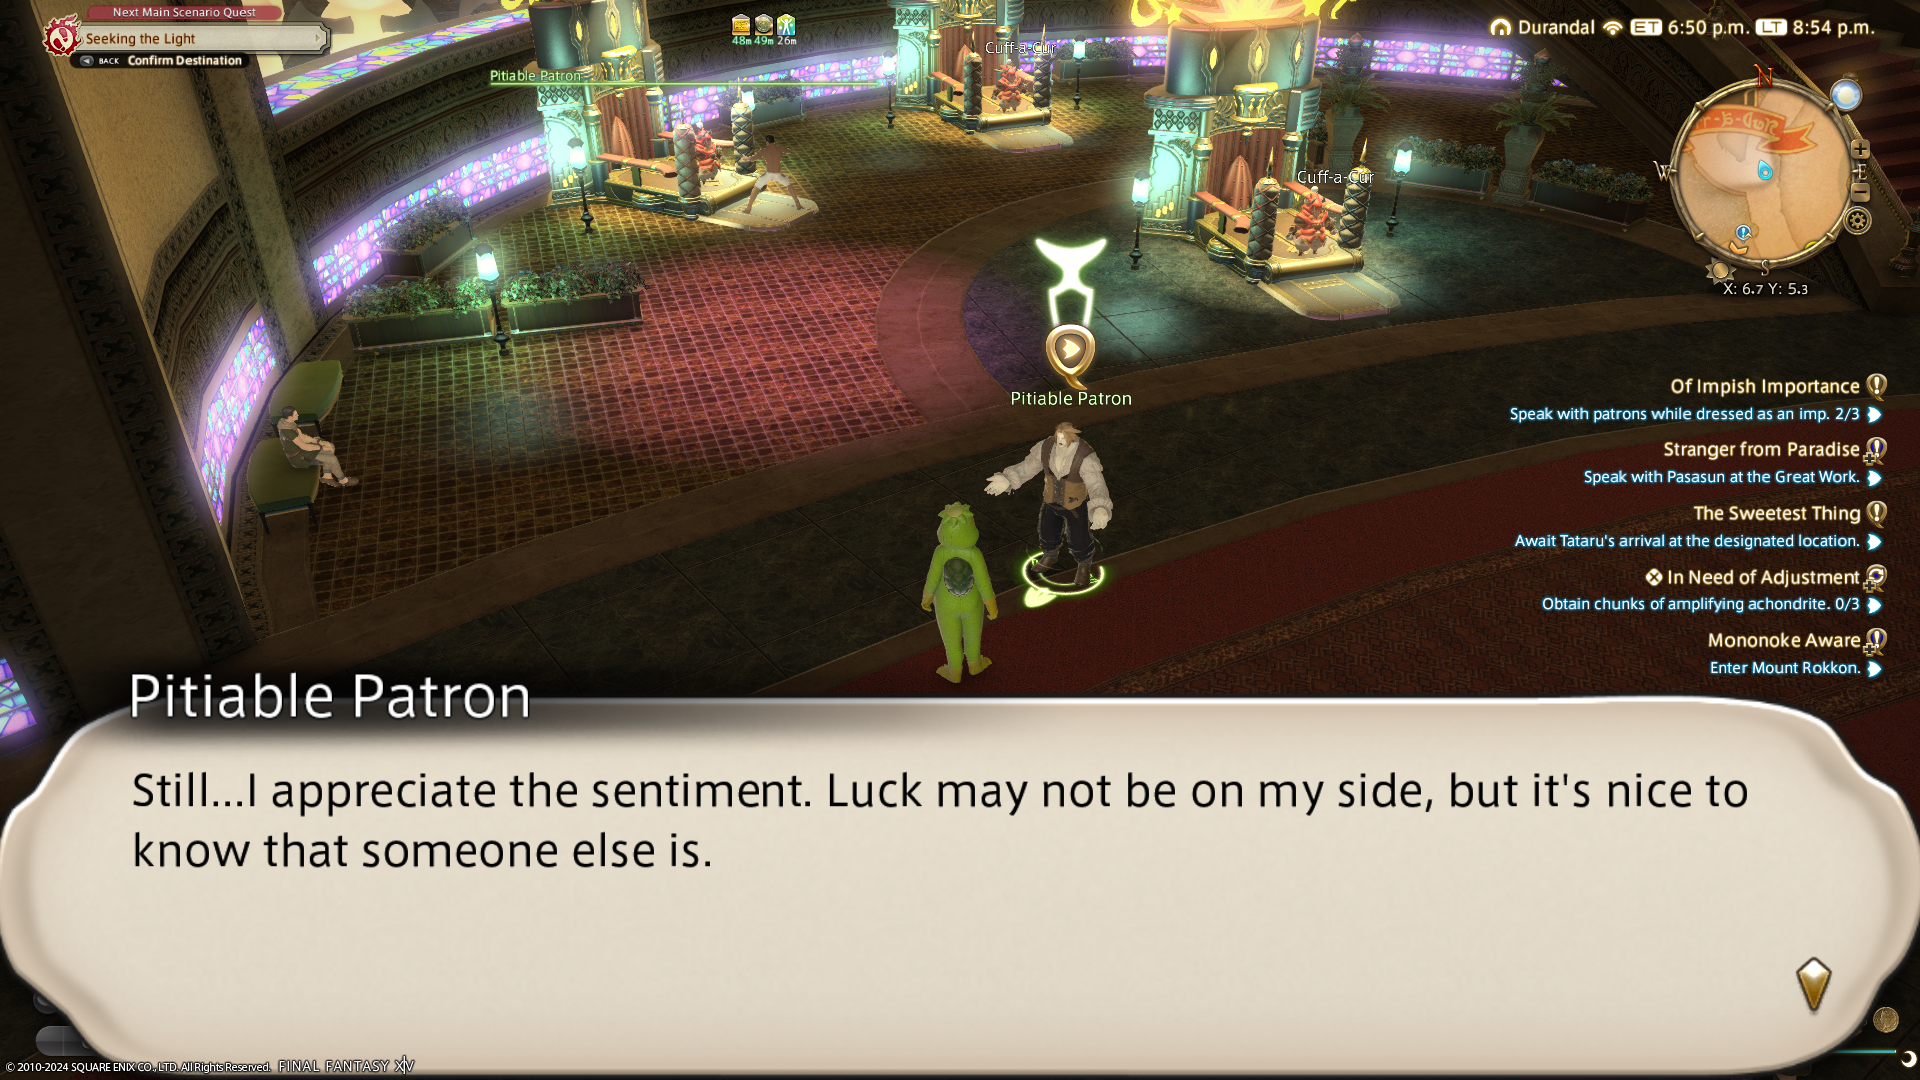 Next Main Scenario Quest
Seeking the Light
BACK Confirm Destination
48m 49m 26m
Durandal ET 6:50 p.m. LT 8:54 p.m.
Pitiable Patron
Cuff-a-Cur
Cuff-a-Cur
N
W
E
S
X: 6.7 Y: 5.3
Pitiable Patron
Of Impish Importance
Speak with patrons while dressed as an imp. 2/3
Stranger from Paradise
Speak with Pasasun at the Great Work.
The Sweetest Thing
Await Tataru's arrival at the designated location.
In Need of Adjustment
Obtain chunks of amplifying achondrite. 0/3
Mononoke Aware
Enter Mount Rokkon.
Pitiable Patron
Still...I appreciate the sentiment. Luck may not be on my side, but it's nice to
know that someone else is.
© 2010-2024 SQUARE ENIX CO., LTD. All Rights Reserved. FINAL FANTASY XIV